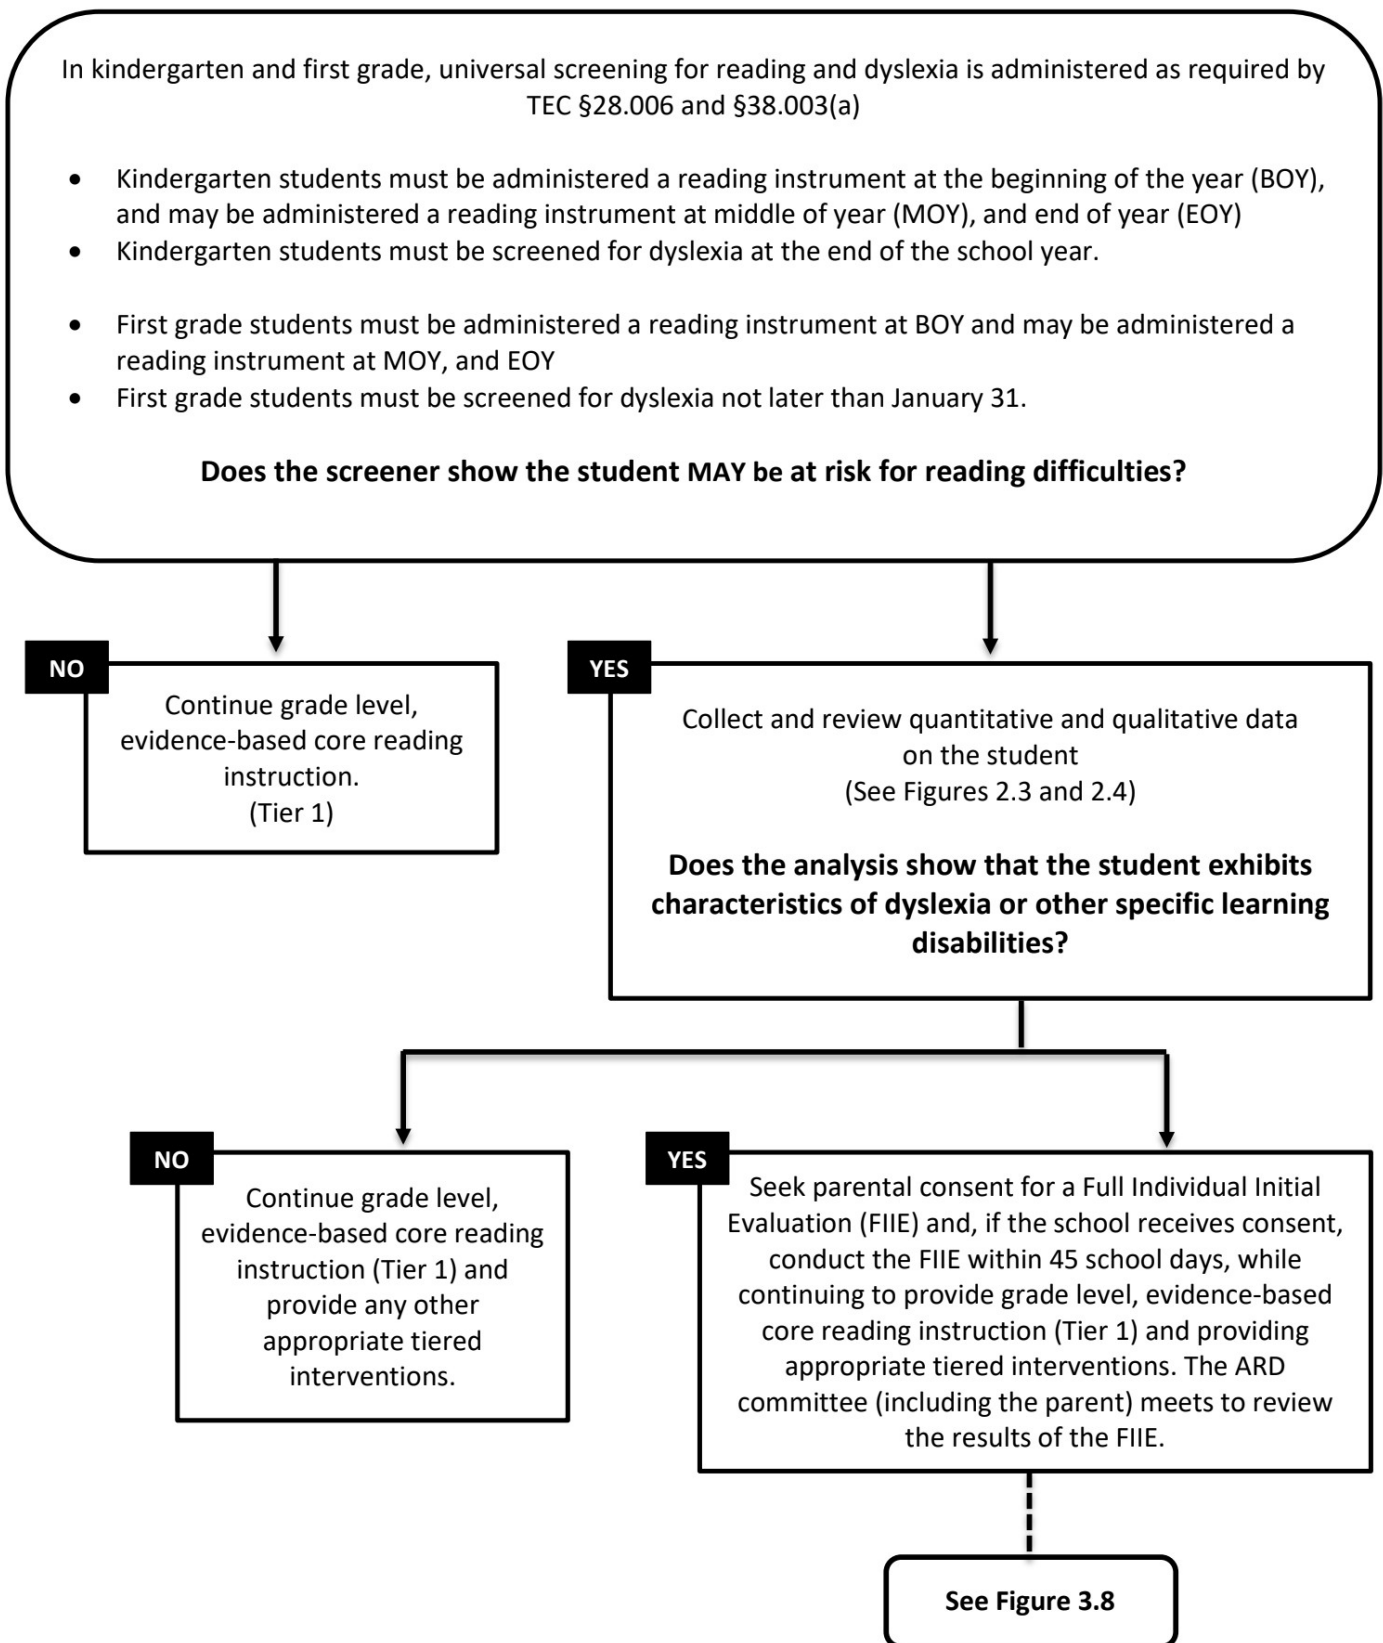 In kindergarten and first grade, universal screening for reading and dyslexia is administered as required by
TEC §28.006 and §38.003(a)
• Kindergarten students must be administered a reading instrument at the beginning of the year (BOY),
and may be administered a reading instrument at middle of year (MOY), and end of year (EOY)
• Kindergarten students must be screened for dyslexia at the end of the school year.
• First grade students must be administered a reading instrument at BOY and may be administered a
reading instrument at MOY, and EOY
• First grade students must be screened for dyslexia not later than January 31.
Does the screener show the student MAY be at risk for reading difficulties?
NO
Continue grade level,
evidence-based core reading
instruction.
(Tier 1)
YES
Collect and review quantitative and qualitative data
on the student
(See Figures 2.3 and 2.4)
Does the analysis show that the student exhibits
characteristics of dyslexia or other specific learning
disabilities?
NO
Continue grade level,
evidence-based core reading
instruction (Tier 1) and
provide any other
appropriate tiered
interventions.
YES
Seek parental consent for a Full Individual Initial
Evaluation (FIIE) and, if the school receives consent,
conduct the FIIE within 45 school days, while
continuing to provide grade level, evidence-based
core reading instruction (Tier 1) and providing
appropriate tiered interventions. The ARD
committee (including the parent) meets to review
the results of the FIIE.
See Figure 3.8